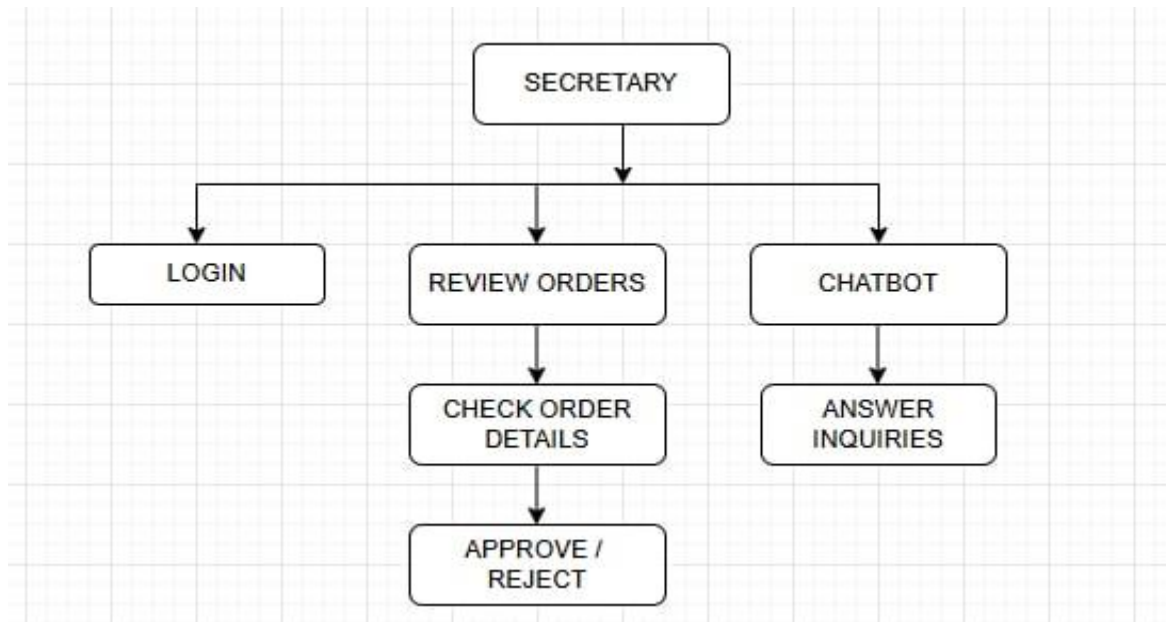 SECRETARY
LOGIN
REVIEW ORDERS
CHATBOT
CHECK ORDER
DETAILS
ANSWER
INQUIRIES
APPROVE /
REJECT